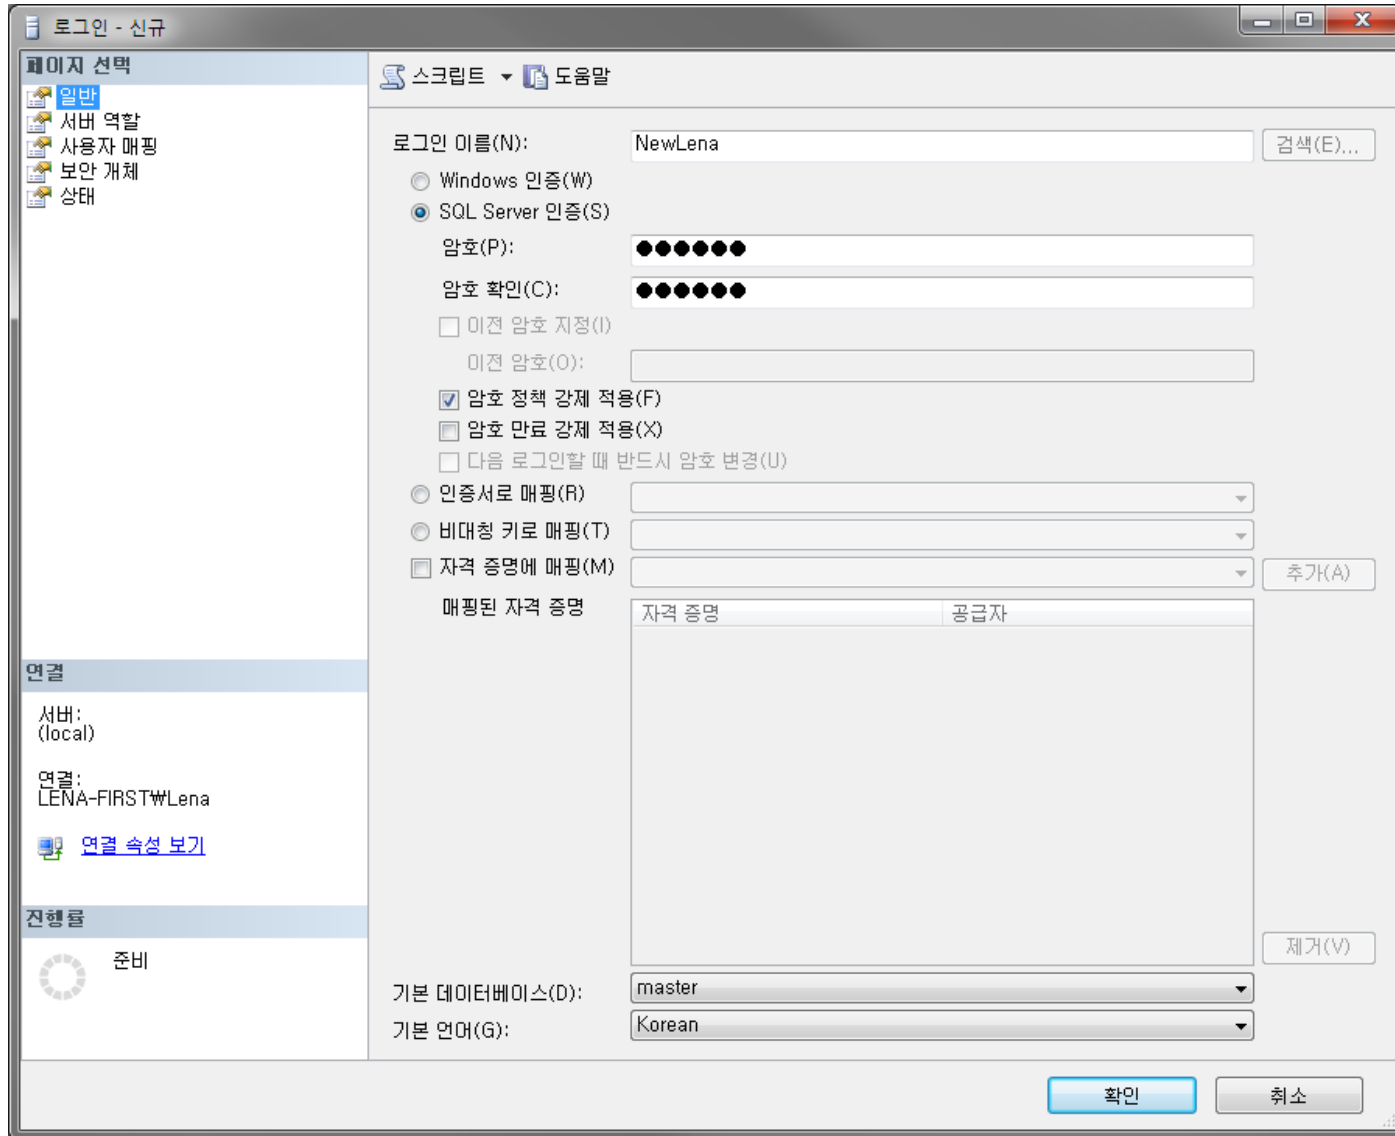 로그인 - 신규
페이지 선택
일반
서버 역할
사용자 매핑
보안 개체
상태
연결
서버:
(local)
연결:
LENA-FIRST₩Lena
연결 속성 보기
진행률
준비
스크립트 도움말
로그인 이름(N): NewLena 검색(E)...
Windows 인증(W)
SQL Server 인증(S)
암호(P): ●●●●●●
암호 확인(C): ●●●●●●
이전 암호 지정(I)
이전 암호(O):
암호 정책 강제 적용(F)
암호 만료 강제 적용(X)
다음 로그인할 때 반드시 암호 변경(U)
인증서로 매핑(R)
비대칭 키로 매핑(T)
자격 증명에 매핑(M) 추가(A)
매핑된 자격 증명 자격 증명 공급자
제거(V)
기본 데이터베이스(D): master
기본 언어(G): Korean
확인 취소